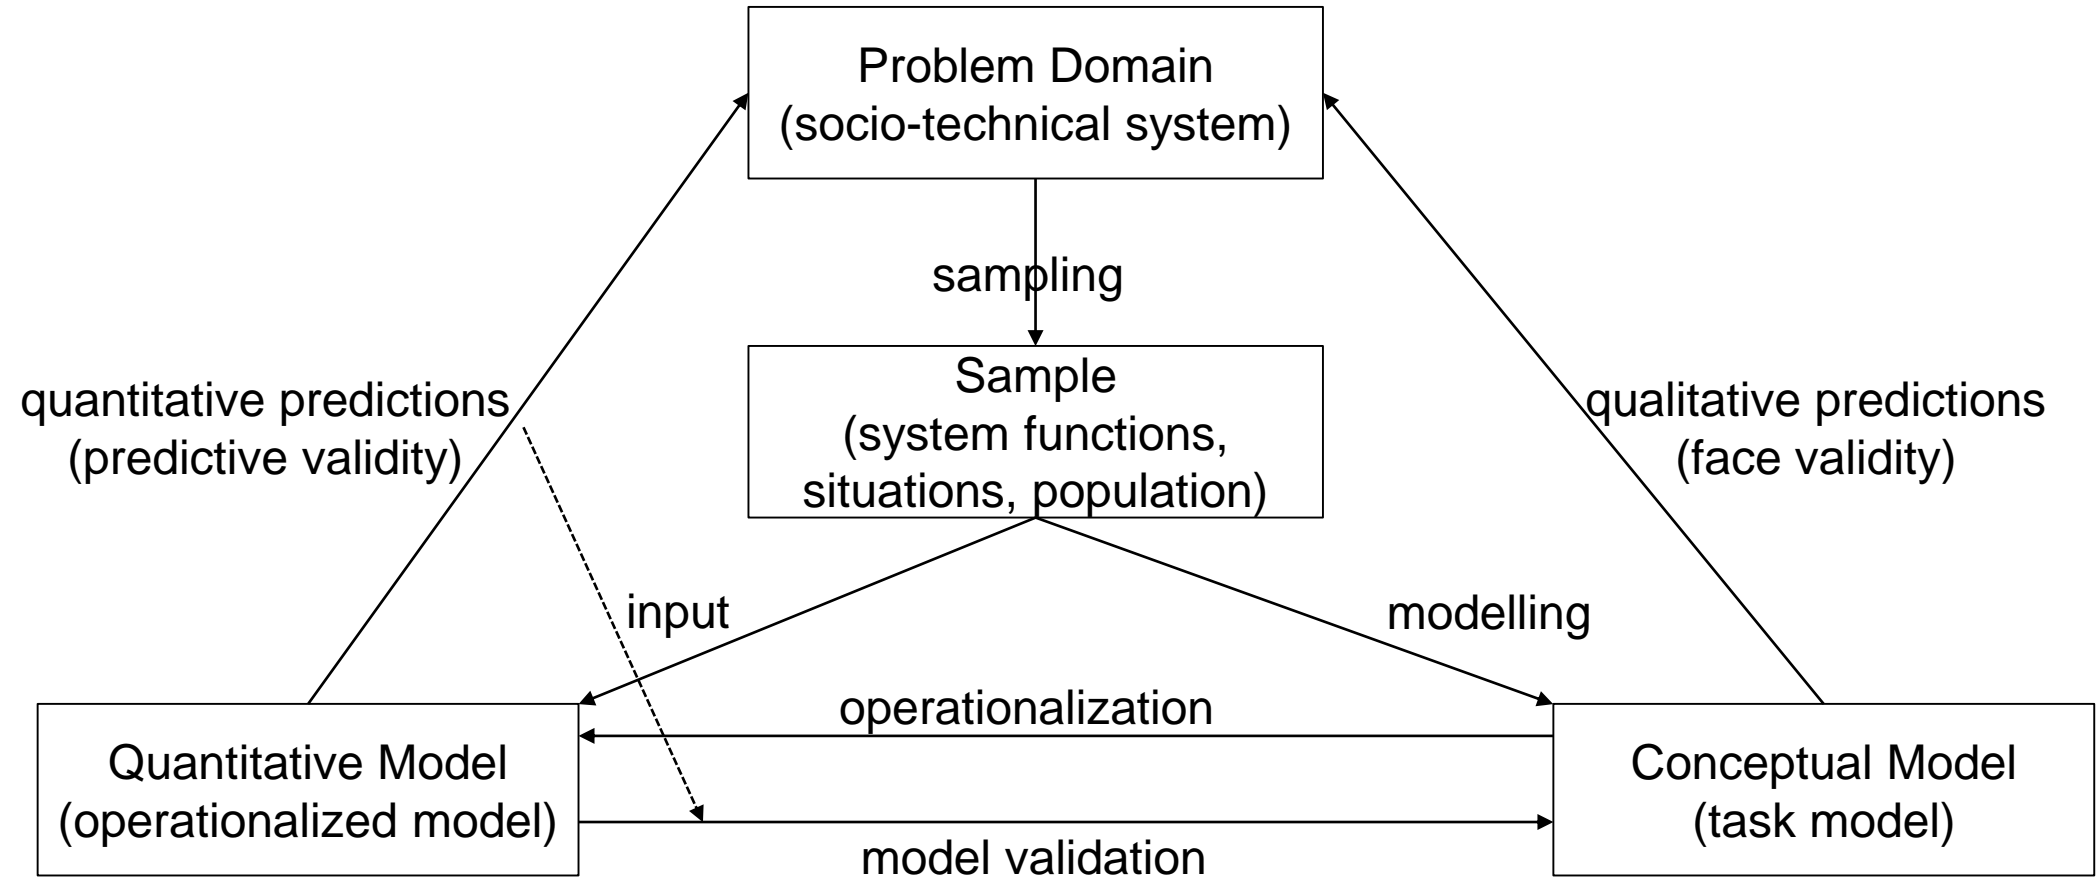 Problem Domain
(socio-technical system)
sampling
Sample
(system functions,
situations, population)
quantitative predictions
(predictive validity)
qualitative predictions
(face validity)
input
modelling
operationalization
Quantitative Model
(operationalized model)
Conceptual Model
(task model)
model validation